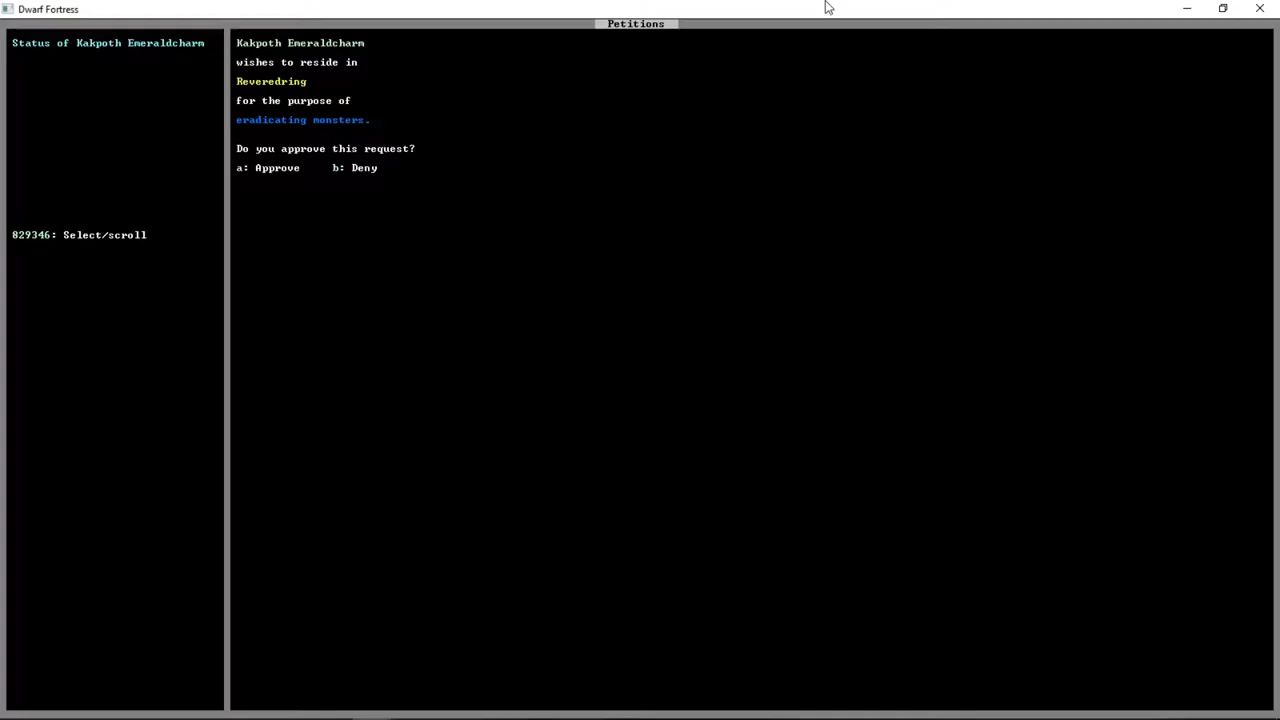 Dwarf Fortress
Petitions
Status of Kakpoth Emeraldcharm
829346: Select/scroll
Kakpoth Emeraldcharm
wishes to reside in
Reveredring
for the purpose of
eradicating monsters.
Do you approve this request?
a: Approve b: Deny